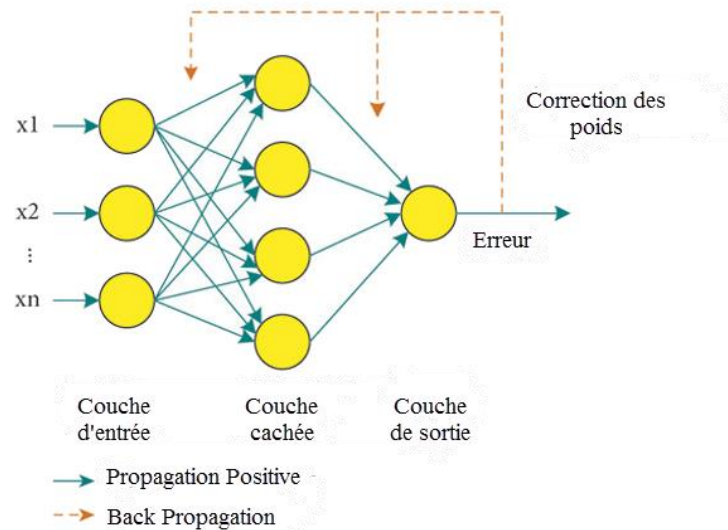 x1
x2
...
xn
Correction des
poids
Erreur
Couche
d'entrée
Couche
cachée
Couche
de sortie
Propagation Positive
Back Propagation